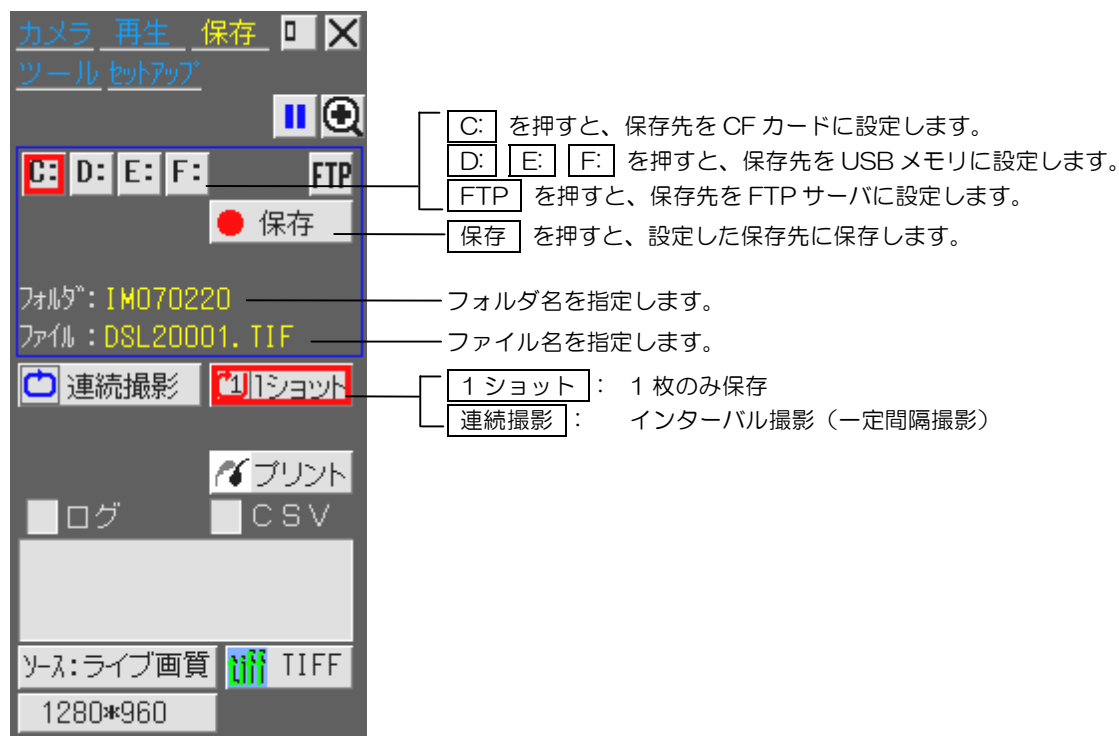 カメラ 再生 保存
ツール セットアップ
C: D: E: F: FTP
保存
フォルダ: IM070220
ファイル : DSL20001.TIF
連続撮影 1 1ショット
プリント
ログ CSV
ソース:ライブ画質 tiff TIFF
1280*960
C: を押すと、保存先を CF カードに設定します。
D: E: F: を押すと、保存先を USB メモリに設定します。
FTP を押すと、保存先を FTP サーバに設定します。
保存 を押すと、設定した保存先に保存します。
フォルダ名を指定します。
ファイル名を指定します。
1 ショット : 1 枚のみ保存
連続撮影 : インターバル撮影(一定間隔撮影)